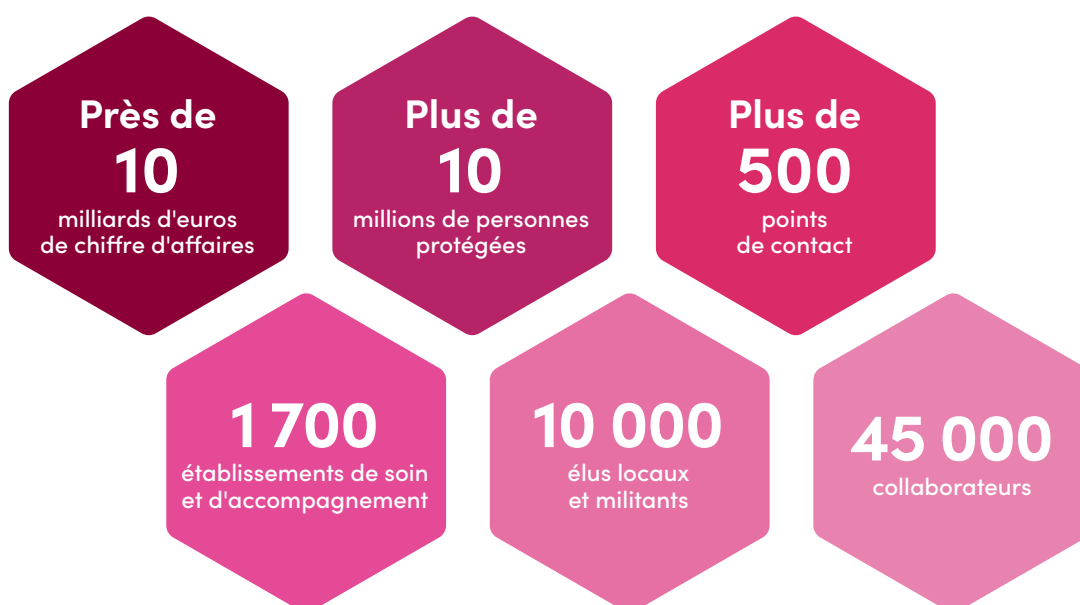 Près de
10
milliards d'euros
de chiffre d'affaires
Plus de
10
millions de personnes
protégées
Plus de
500
points
de contact
1 700
établissements de soin
et d'accompagnement
10 000
élus locaux
et militants
45 000
collaborateurs